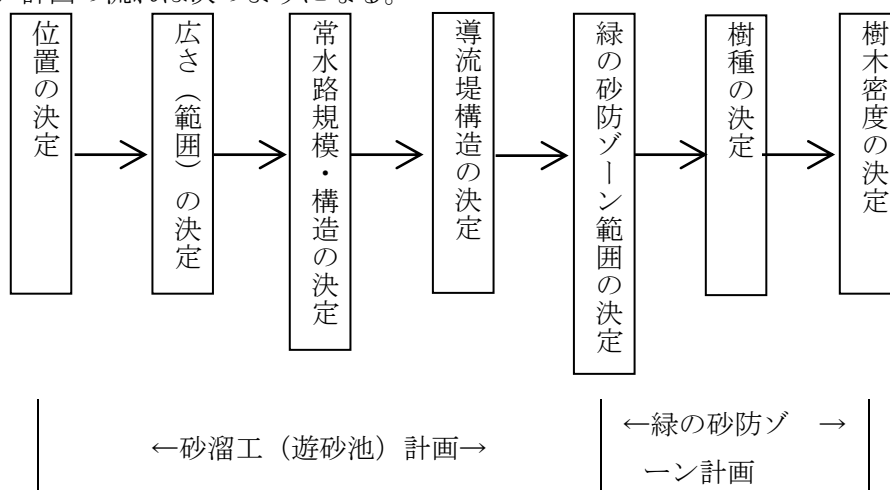 計画の流れは次のようになる。
位置の決定
広さ(範囲)の決定
常水路規模・構造の決定
導流堤構造の決定
緑の砂防ゾーン範囲の決定
樹種の決定
樹木密度の決定
←砂溜工(遊砂池)計画→
←緑の砂防ゾ →
ーン計画